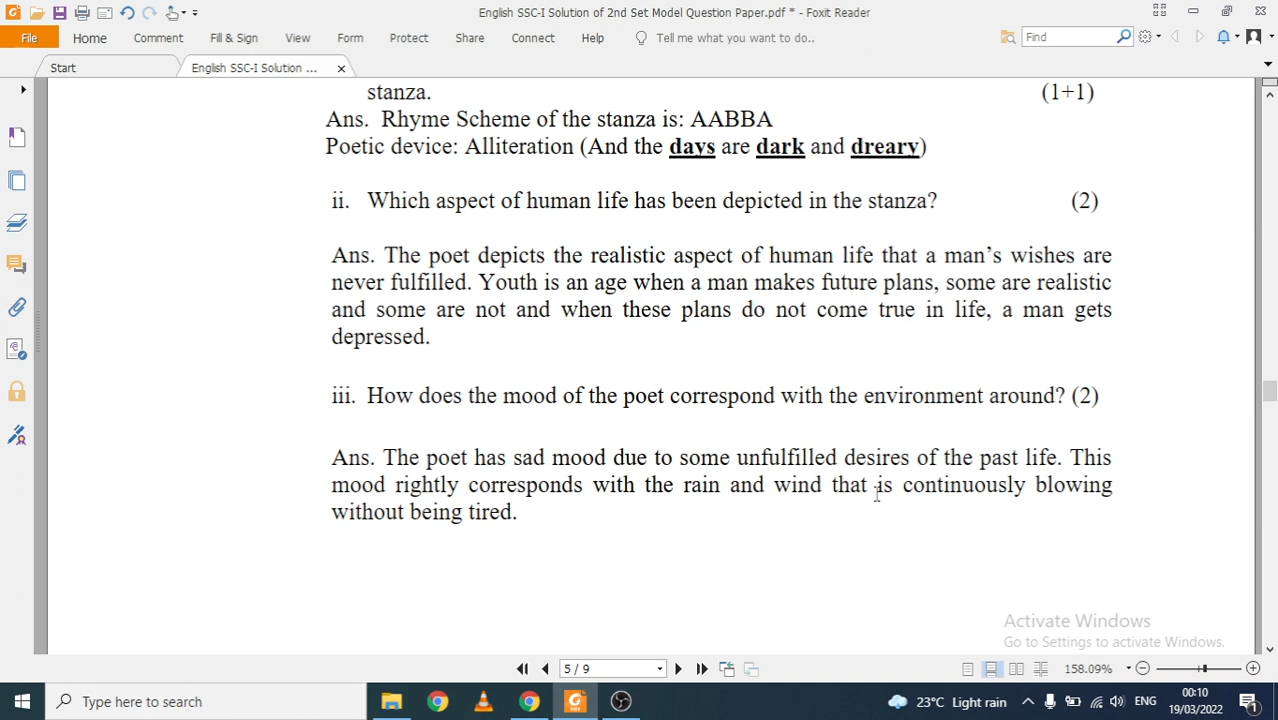 English SSC-I Solution of 2nd Set Model Question Paper.pdf * - Foxit Reader
File Home Comment Fill & Sign View Form Protect Share Connect Help Tell me what you want to do.. Find
Start English SSC-I Solution ...
stanza. (1+1)
Ans. Rhyme Scheme of the stanza is: AABBA
Poetic device: Alliteration (And the days are dark and dreary)
ii. Which aspect of human life has been depicted in the stanza? (2)
Ans. The poet depicts the realistic aspect of human life that a man's wishes are
never fulfilled. Youth is an age when a man makes future plans, some are realistic
and some are not and when these plans do not come true in life, a man gets
depressed.
iii. How does the mood of the poet correspond with the environment around? (2)
Ans. The poet has sad mood due to some unfulfilled desires of the past life. This
mood rightly corresponds with the rain and wind that is continuously blowing
without being tired.
Activate Windows
Go to Settings to activate Windows.
5 / 9 158.09%
Type here to search 23°C Light rain ENG 00:10
19/03/2022 1